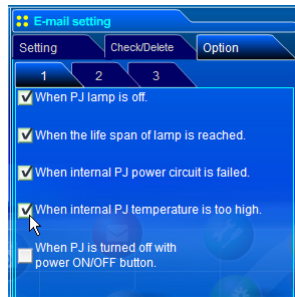 E-mail setting
Setting Check/Delete Option
1 2 3
When PJ lamp is off.
When the life span of lamp is reached.
When internal PJ power circuit is failed.
When internal PJ temperature is too high.
When PJ is turned off with
power ON/OFF button.